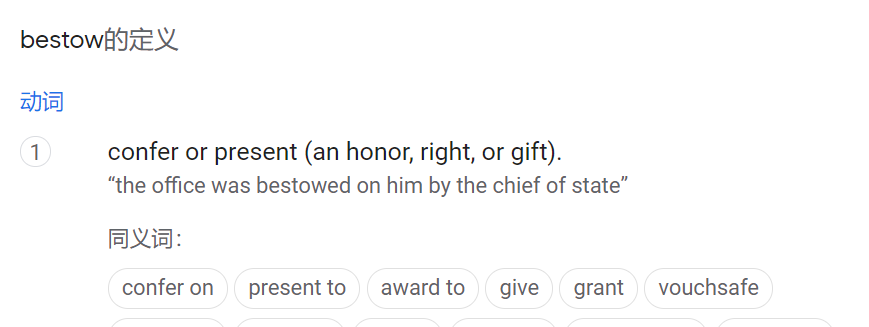 bestow的定义
动词
1 confer or present (an honor, right, or gift).
“the office was bestowed on him by the chief of state”
同义词：
confer on present to award to give grant vouchsafe